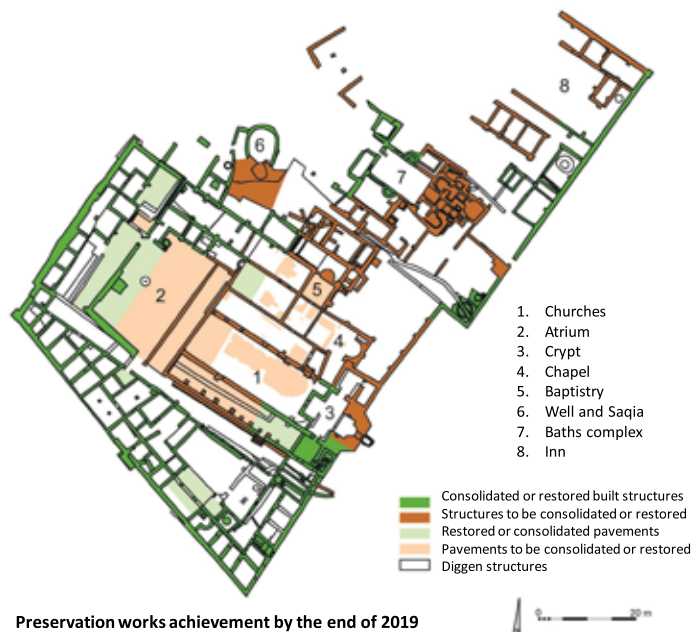 8
6
7
2
5
4
1
3
1. Churches
2. Atrium
3. Crypt
4. Chapel
5. Baptistry
6. Well and Saqia
7. Baths complex
8. Inn
Consolidated or restored built structures
Structures to be consolidated or restored
Restored or consolidated pavements
Pavements to be consolidated or restored
Diggen structures
0 20 m
Preservation works achievement by the end of 2019